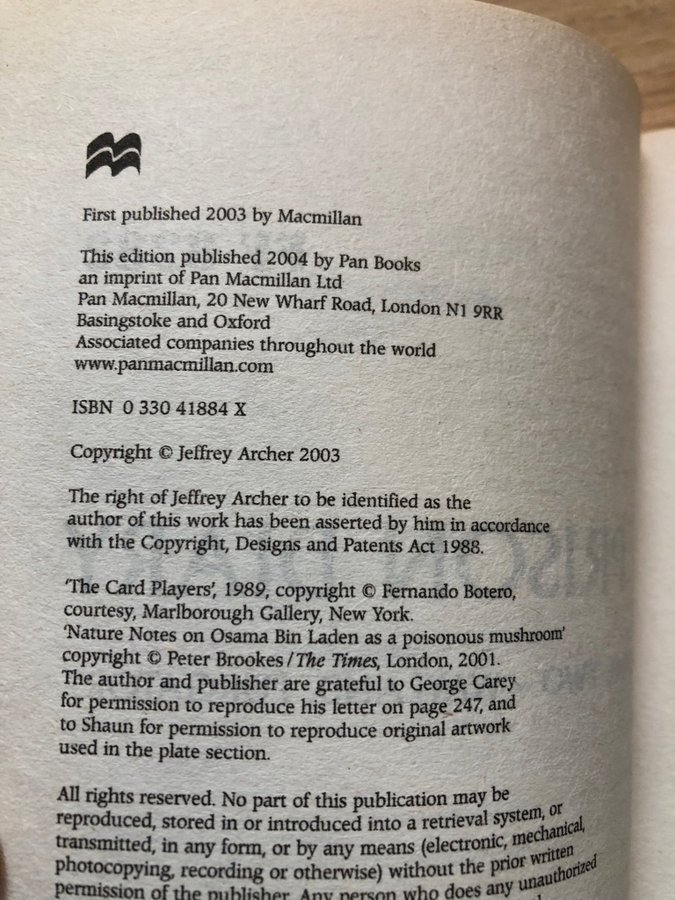 First published 2003 by Macmillan
This edition published 2004 by Pan Books
an imprint of Pan Macmillan Ltd
Pan Macmillan, 20 New Wharf Road, London N1 9RR
Basingstoke and Oxford
Associated companies throughout the world
www.panmacmillan.com
ISBN 0 330 41884 X
Copyright © Jeffrey Archer 2003
The right of Jeffrey Archer to be identified as the
author of this work has been asserted by him in accordance
with the Copyright, Designs and Patents Act 1988.
'The Card Players', 1989, copyright © Fernando Botero,
courtesy, Marlborough Gallery, New York.
'Nature Notes on Osama Bin Laden as a poisonous mushroom'
copyright © Peter Brookes / The Times, London, 2001.
The author and publisher are grateful to George Carey
for permission to reproduce his letter on page 247, and
to Shaun for permission to reproduce original artwork
used in the plate section.
All rights reserved. No part of this publication may be
reproduced, stored in or introduced into a retrieval system, or
transmitted, in any form, or by any means (electronic, mechanical,
photocopying, recording or otherwise) without the prior written
permission of the publisher. Any person who does any unauthorized